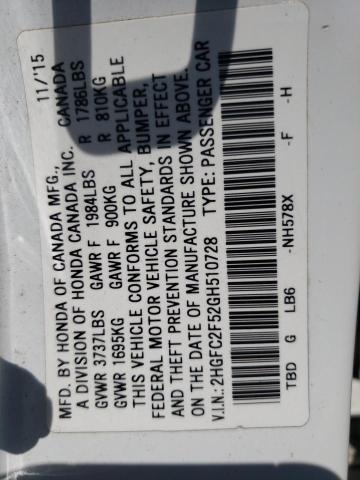 MFD. BY HONDA OF CANADA MFG., 11/'15
A DIVISION OF HONDA CANADA INC. CANADA
GVWR 3737LBS GAWR F 1984LBS R 1786LBS
GVWR 1695KG GAWR F 900KG R 810KG
THIS VEHICLE CONFORMS TO ALL APPLICABLE
FEDERAL MOTOR VEHICLE SAFETY, BUMPER,
AND THEFT PREVENTION STANDARDS IN EFFECT
ON THE DATE OF MANUFACTURE SHOWN ABOVE.
V.I.N.: 2HGFC2F52GH510728 TYPE: PASSENGER CAR
TBD G LB6 -NH578X -F -H